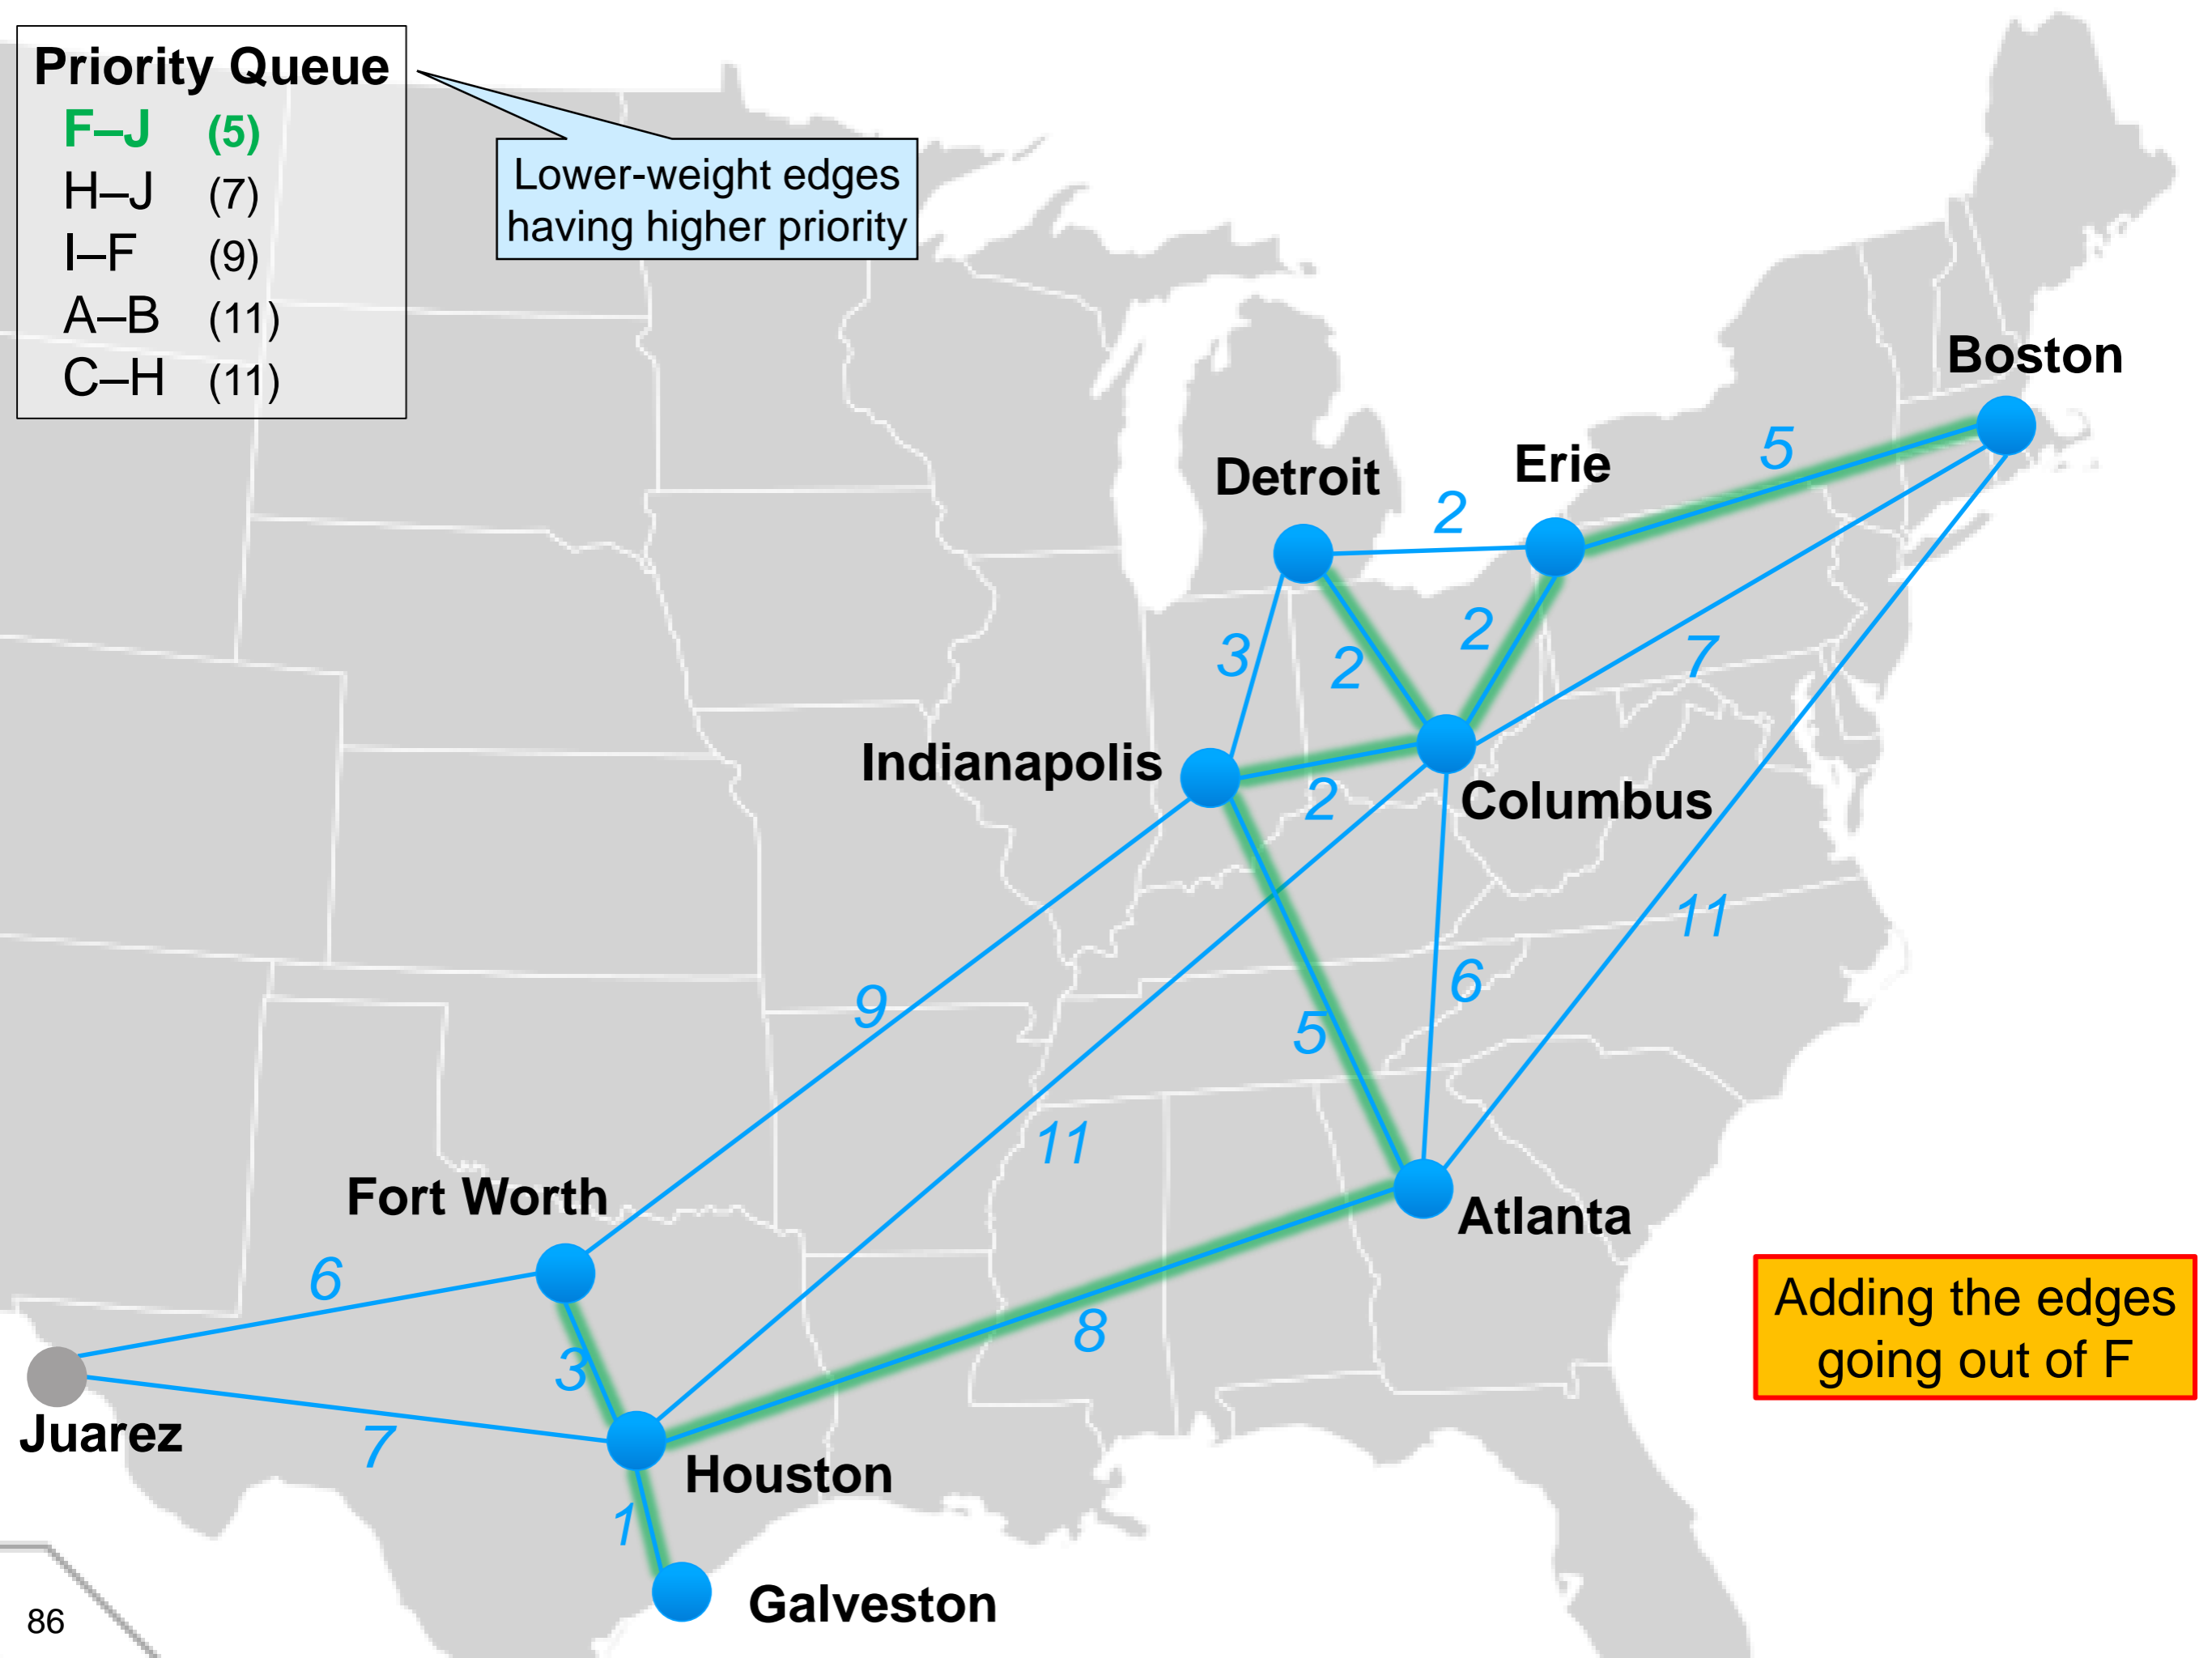 Priority Queue
F–J (5)
H–J (7)
I–F (9)
A–B (11)
C–H (11)
Lower-weight edges
having higher priority
Boston
Erie
Detroit
5
2
3
2
2
7
Indianapolis
2
Columbus
11
9
6
5
11
Fort Worth
Atlanta
6
8
Adding the edges
going out of F
3
Juarez
7
Houston
1
Galveston
86